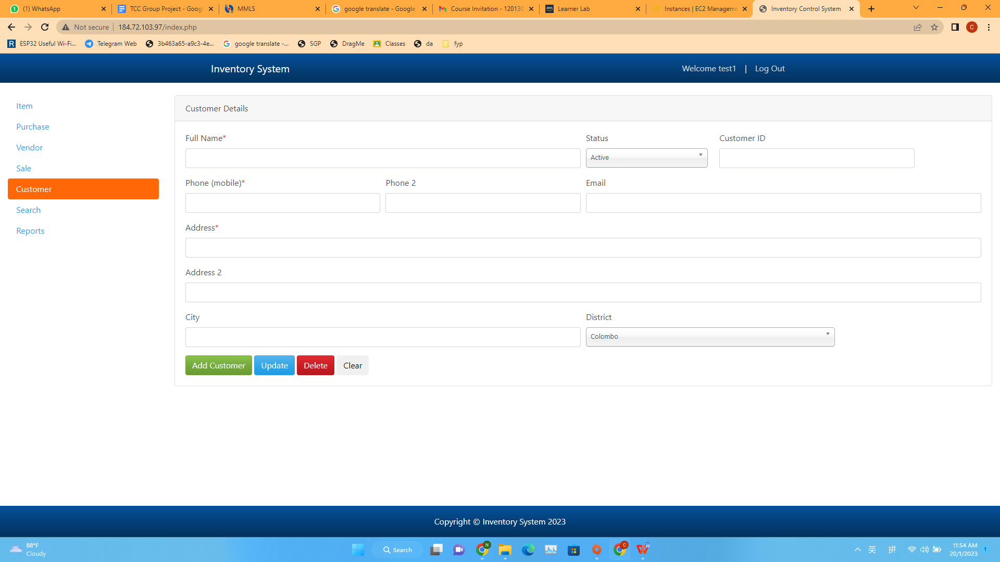 (1) WhatsApp
TCC Group Project - Googl
MMLS
google translate - Google
Course Invitation - 120130
Learner Lab
Instances | EC2 Manageme
Inventory Control System
Not secure
184.72.103.97/index.php
C
ESP32 Useful Wi-Fi...
Telegram Web
3b463a65-a9c3-4e...
google translate -...
SGP
DragMe
Classes
da
fyp
Inventory System
Welcome test1 | Log Out
Item
Purchase
Vendor
Sale
Customer
Search
Reports
Customer Details
Full Name*
Status
Customer ID
Active
Phone (mobile)*
Phone 2
Email
Address*
Address 2
City
District
Colombo
Add Customer
Update
Delete
Clear
Copyright © Inventory System 2023
88°F
Cloudy
Search
N
C
英
拼
11:54 AM
20/1/2023
1